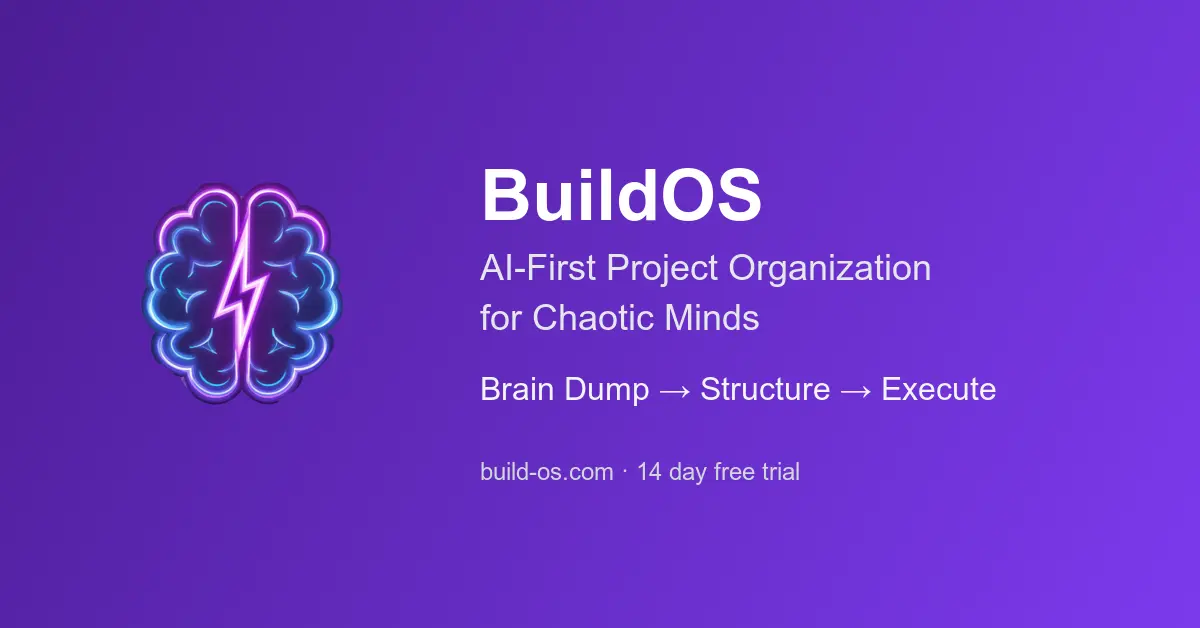 BuildOS
AI-First Project Organization
for Chaotic Minds
Brain Dump → Structure → Execute
build-os.com · 14 day free trial